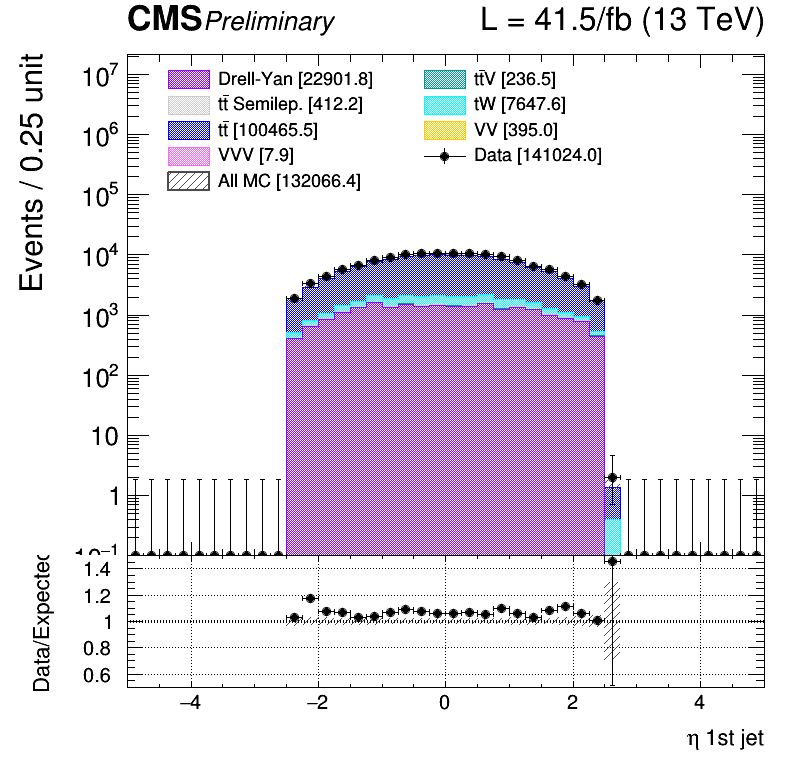 CMS Preliminary L = 41.5/fb (13 TeV)
Events / 0.25 unit
Drell-Yan [22901.8]
tt̄ Semilep. [412.2]
tt̄ [100465.5]
VVV [7.9]
All MC [132066.4]
tt̄V [236.5]
tW [7647.6]
VV [395.0]
Data [141024.0]
10⁷
10⁶
10⁵
10⁴
10³
10²
10
1
10⁻¹
Data/Expected
1.4
1.2
1
0.8
0.6
−4 −2 0 2 4
η 1st jet